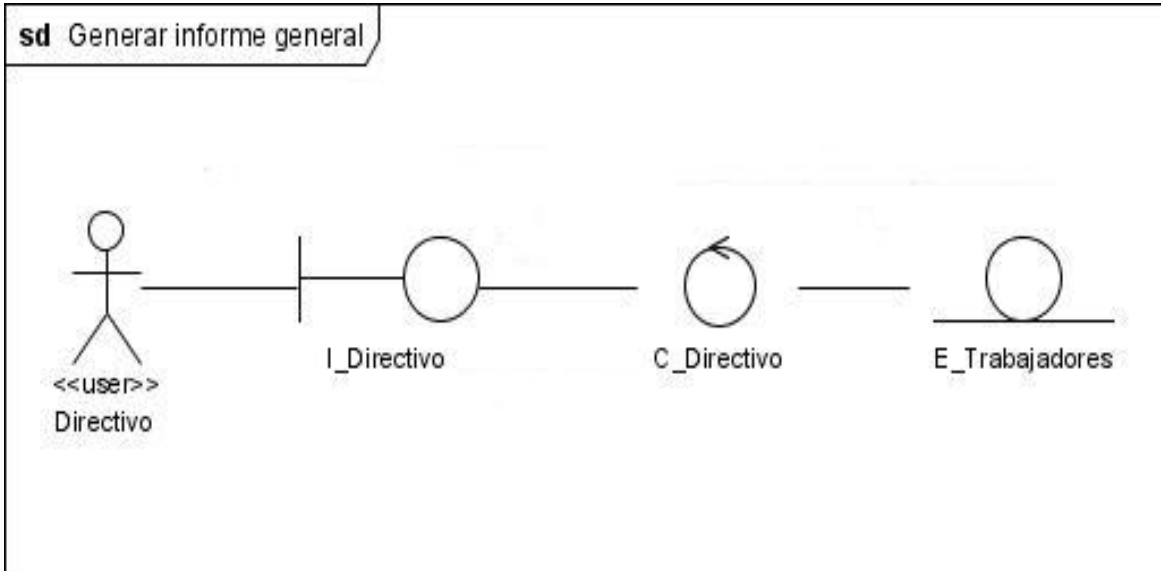 sd Generar informe general
I_Directivo
C_Directivo
E_Trabajadores
<<user>>
Directivo